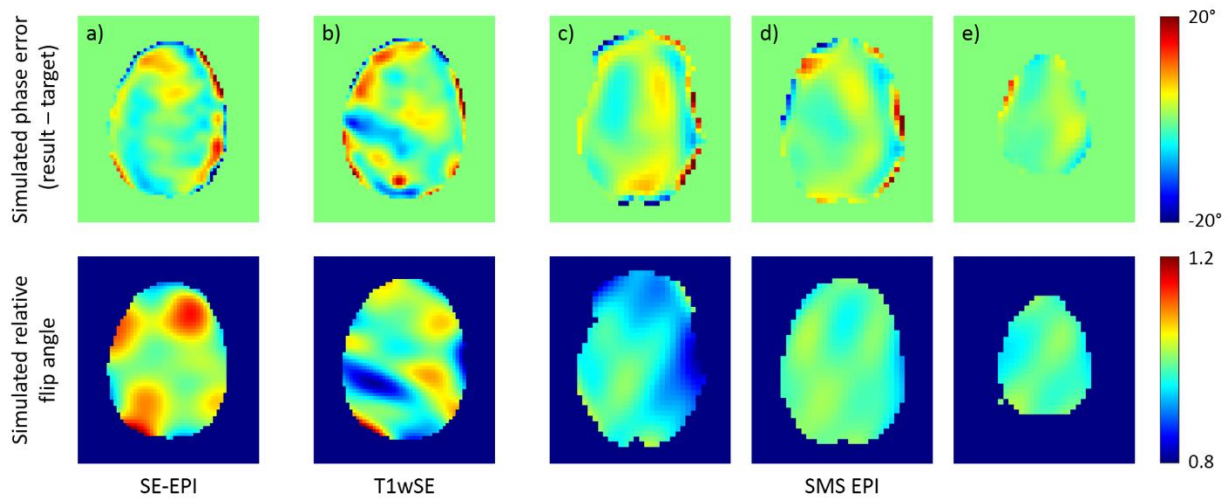 Simulated phase error
(result – target)
a)
b)
c)
d)
e)
20°
-20°
Simulated relative
flip angle
1.2
0.8
SE-EPI
T1wSE
SMS EPI